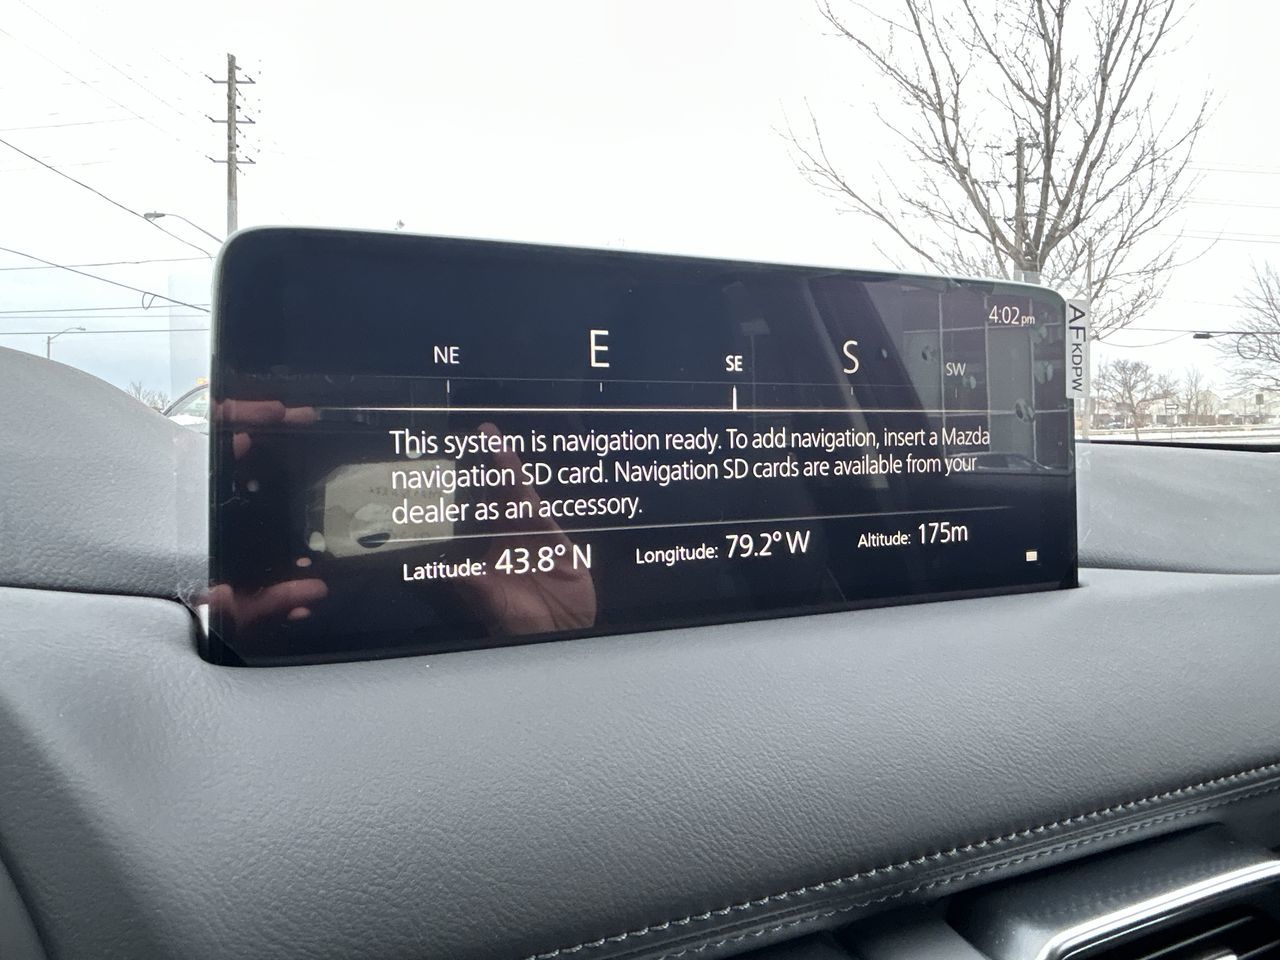 4:02 pm
NE E SE S SW
This system is navigation ready. To add navigation, insert a Mazda
navigation SD card. Navigation SD cards are available from your
dealer as an accessory.
Latitude: 43.8° N Longitude: 79.2° W Altitude: 175m
AF KDPW